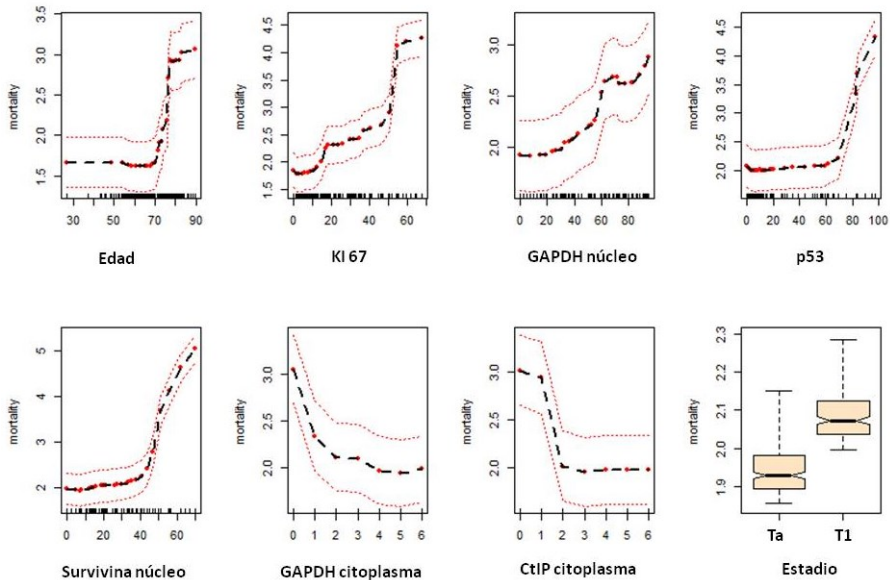 mortality
1.5 2.0 2.5 3.0 3.5
30 40 50 60 70 80 90
Edad
mortality
1.5 2.0 2.5 3.0 3.5 4.0 4.5
0 20 40 60
KI 67
mortality
2.0 2.5 3.0
0 20 40 60 80
GAPDH núcleo
mortality
1.5 2.0 2.5 3.0 3.5 4.0 4.5
0 20 40 60 80 100
p53
mortality
2 3 4 5
0 10 20 30 40 50 60 70
Survivina núcleo
mortality
2.0 2.5 3.0
0 1 2 3 4 5 6
GAPDH citoplasma
mortality
2.0 2.5 3.0
0 1 2 3 4 5 6
CtIP citoplasma
mortality
1.9 2.0 2.1 2.2 2.3
Ta T1
Estadio